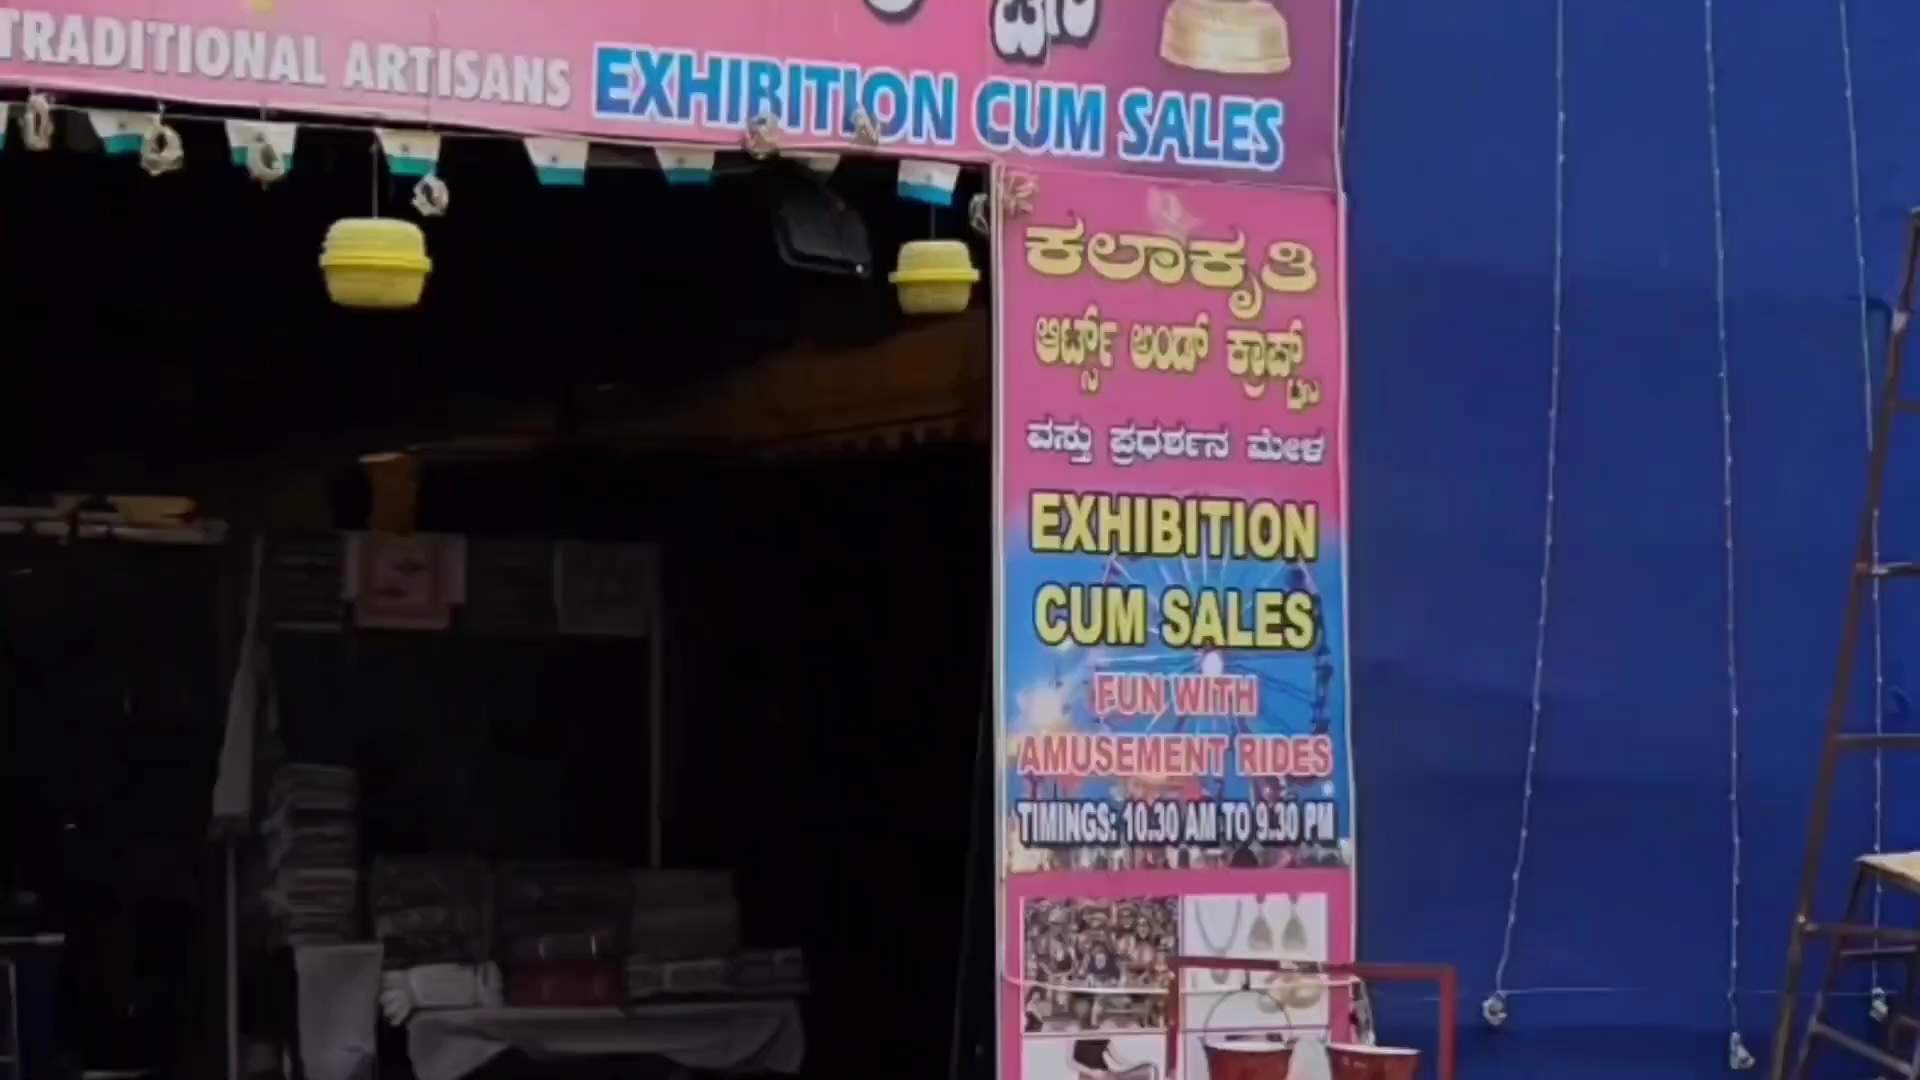 TRADITIONAL ARTISANS EXHIBITION CUM SALES
ಕಲಾಕೃತಿ
ಆರ್ಟ್ಸ್ ಅಂಡ್ ಕ್ರಾಫ್ಟ್ಸ್
ವಸ್ತು ಪ್ರಧರ್ಶನ ಮೇಳ
EXHIBITION
CUM SALES
FUN WITH
AMUSEMENT RIDES
TIMINGS: 10.30 AM TO 9.30 PM